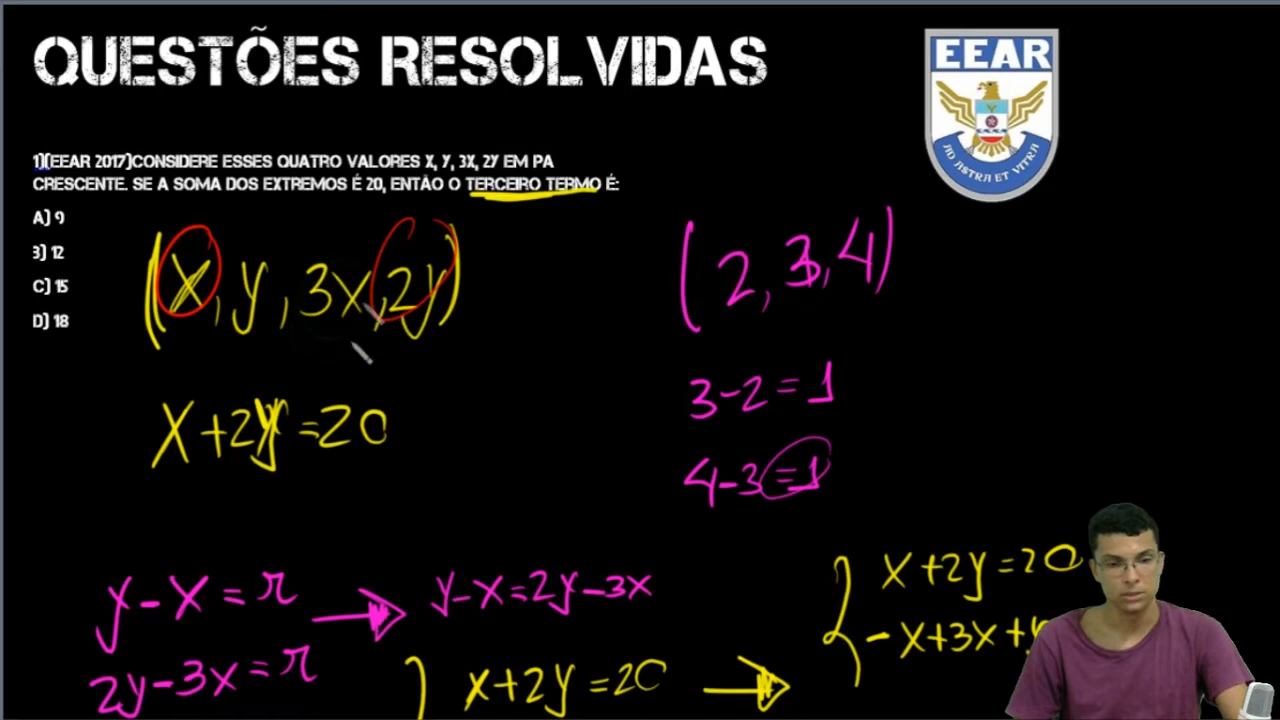 QUESTÕES RESOLVIDAS
EEAR
AD ASTRA ET VITRA
1)(EEAR 2017)CONSIDERE ESSES QUATRO VALORES X, Y, 3X, 2Y EM PA
CRESCENTE. SE A SOMA DOS EXTREMOS É 20, ENTÃO O TERCEIRO TERMO É:
A) 9
B) 12
C) 15
D) 18
(x, y, 3x, 2y)
x+2y=20
(2, 3, 4)
3-2=1
4-3=1
y-x=r
2y-3x=r
y-x=2y-3x
x+2y=20
x+2y=20
-x+3x+y